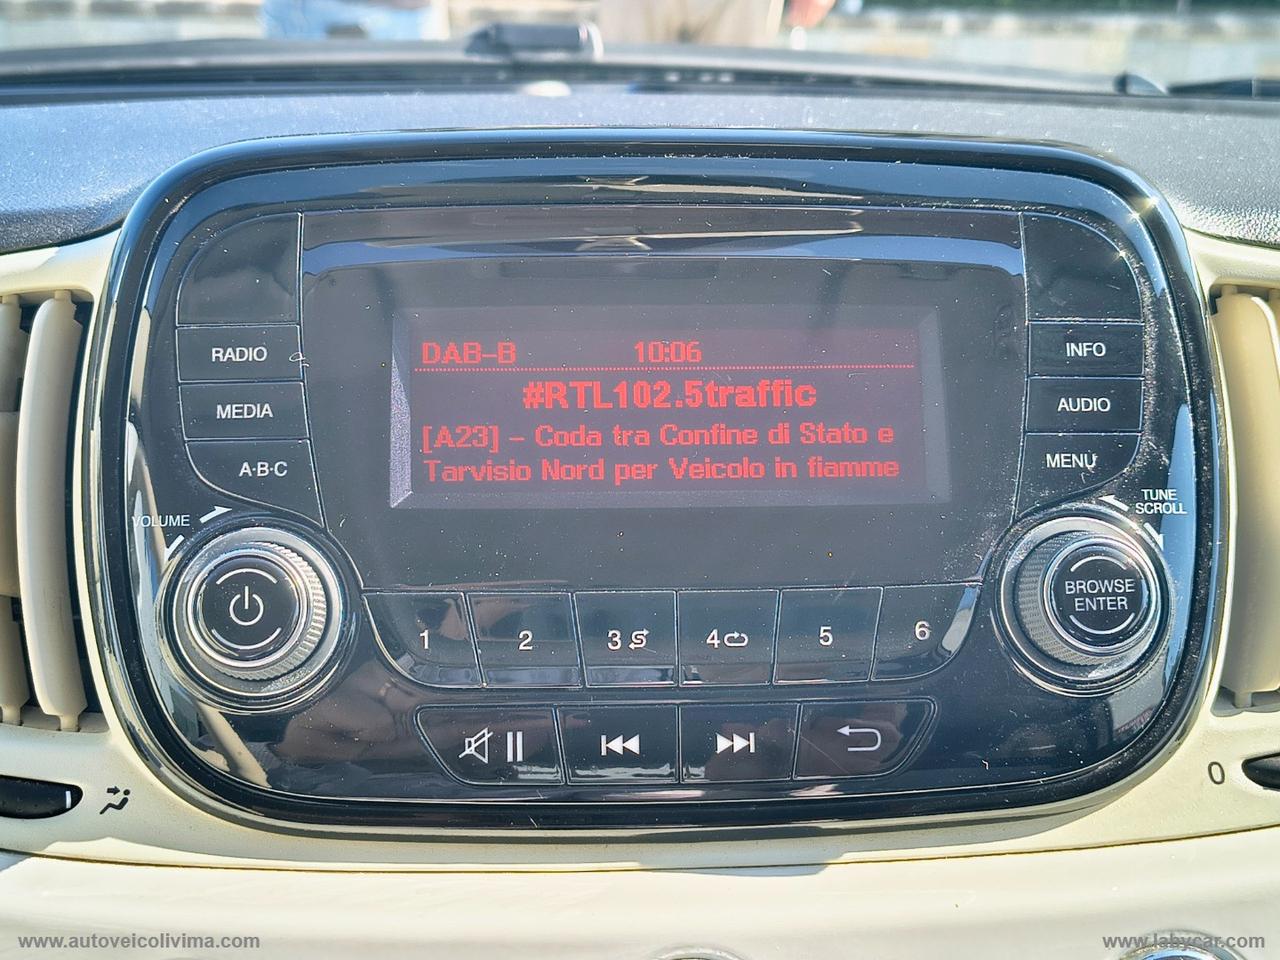 DAB-B 10:06
#RTL102.5traffic
[A23] - Coda tra Confine di Stato e
Tarvisio Nord per Veicolo in fiamme
RADIO
MEDIA
A·B·C
INFO
AUDIO
MENU
VOLUME
TUNE
SCROLL
BROWSE
ENTER
1 2 3 4 5 6
0
www.autoveicolivima.com
www.labycar.com